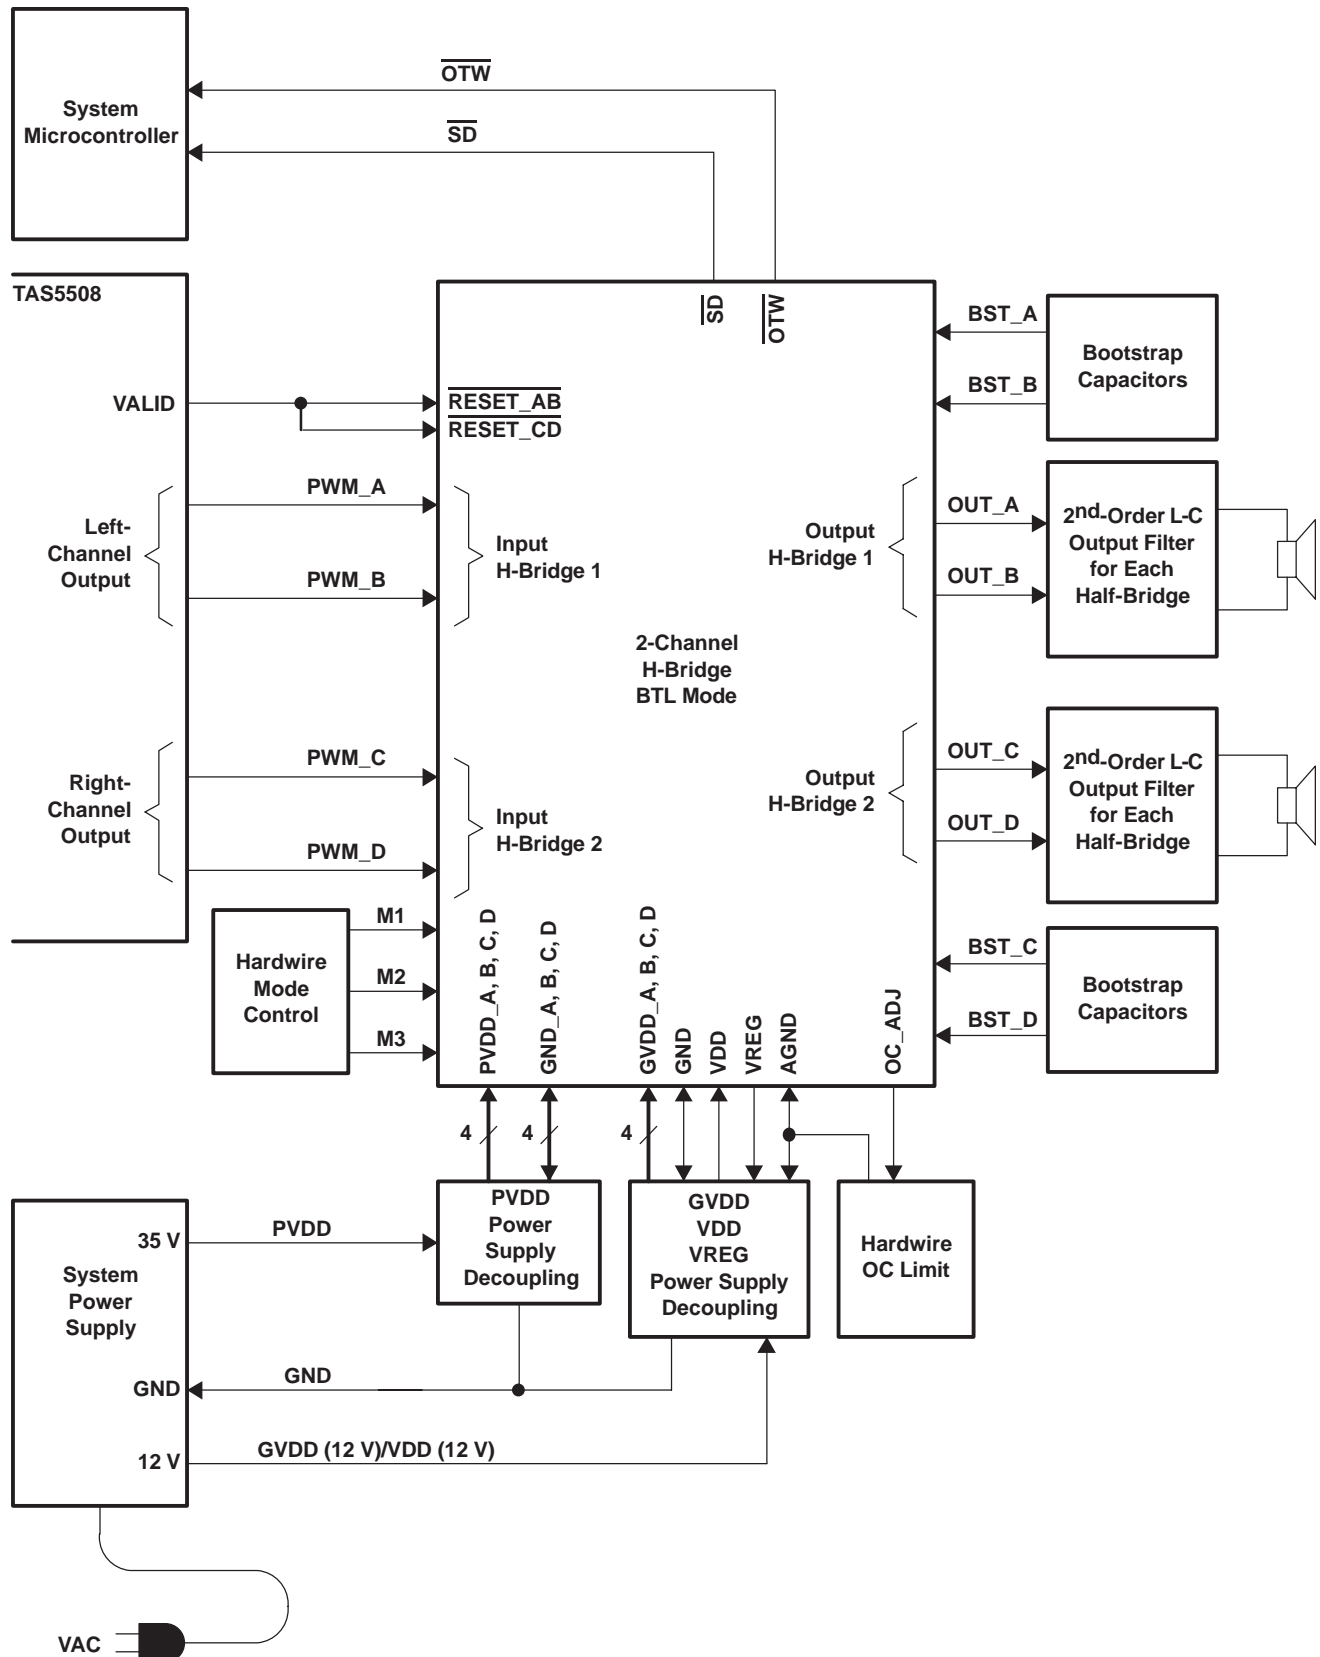 OTW
System
Microcontroller
SD
TAS5508
SD
OTW
BST_A
Bootstrap
Capacitors
BST_B
VALID
RESET_AB
RESET_CD
PWM_A
Left-
Channel
Output
Input
H-Bridge 1
PWM_B
Output
H-Bridge 1
OUT_A
OUT_B
2nd-Order L-C
Output Filter
for Each
Half-Bridge
2-Channel
H-Bridge
BTL Mode
PWM_C
Right-
Channel
Output
Input
H-Bridge 2
PWM_D
Output
H-Bridge 2
OUT_C
OUT_D
2nd-Order L-C
Output Filter
for Each
Half-Bridge
M1
Hardwire
Mode
Control
M2
M3
PVDD_A, B, C, D
GND_A, B, C, D
GVDD_A, B, C, D
GND
VDD
VREG
AGND
OC_ADJ
BST_C
Bootstrap
Capacitors
BST_D
4
4
4
PVDD
Power
Supply
Decoupling
GVDD
VDD
VREG
Power Supply
Decoupling
Hardwire
OC Limit
35 V
PVDD
System
Power
Supply
GND
GND
12 V
GVDD (12 V)/VDD (12 V)
VAC